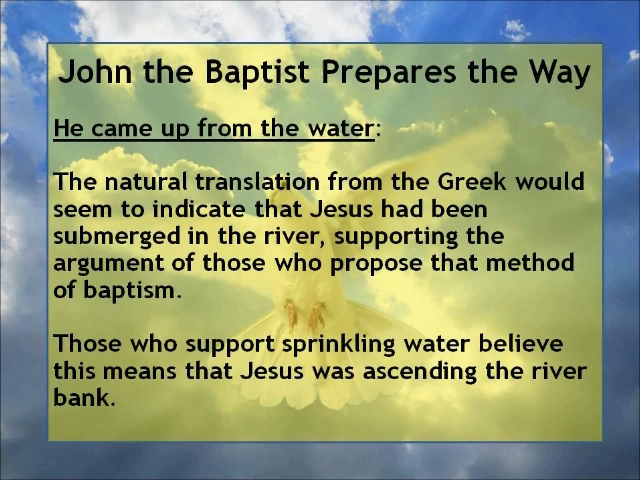 John the Baptist Prepares the Way
He came up from the water:
The natural translation from the Greek would
seem to indicate that Jesus had been
submerged in the river, supporting the
argument of those who propose that method
of baptism.
Those who support sprinkling water believe
this means that Jesus was ascending the river
bank.